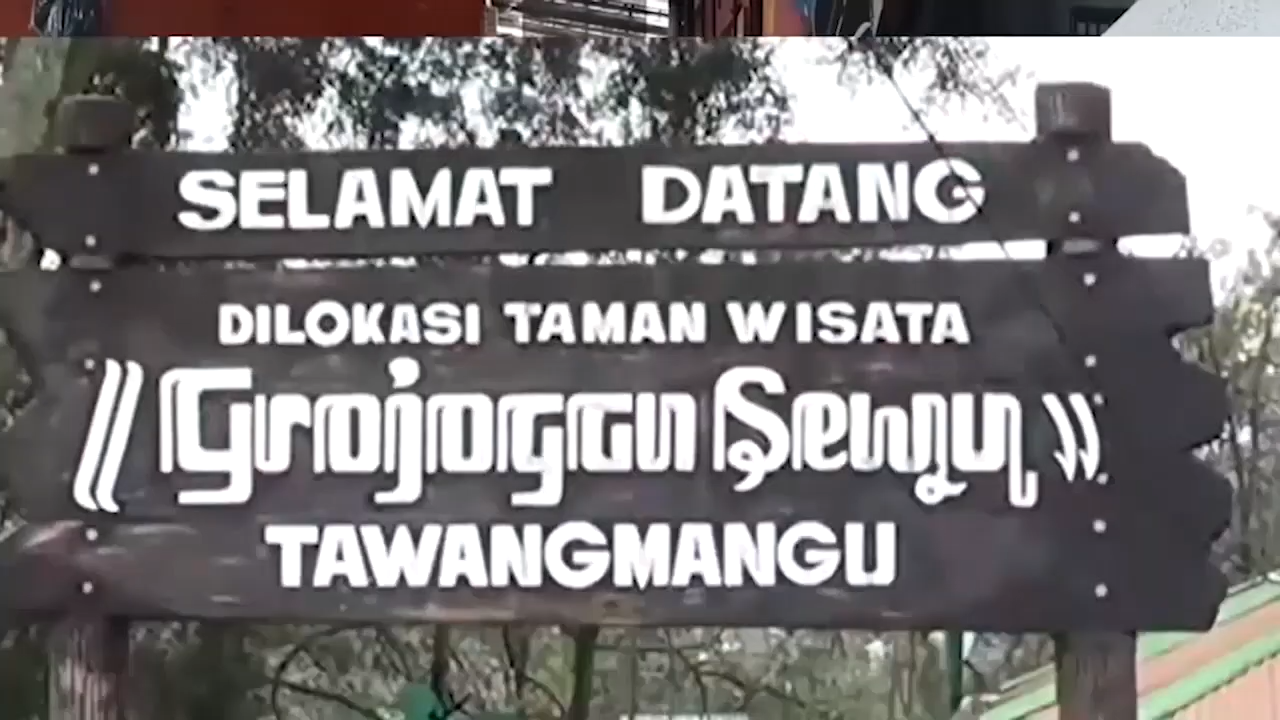 SELAMAT DATANG
DILOKASI TAMAN WISATA
Grojogan Sewu
TAWANGMANGU